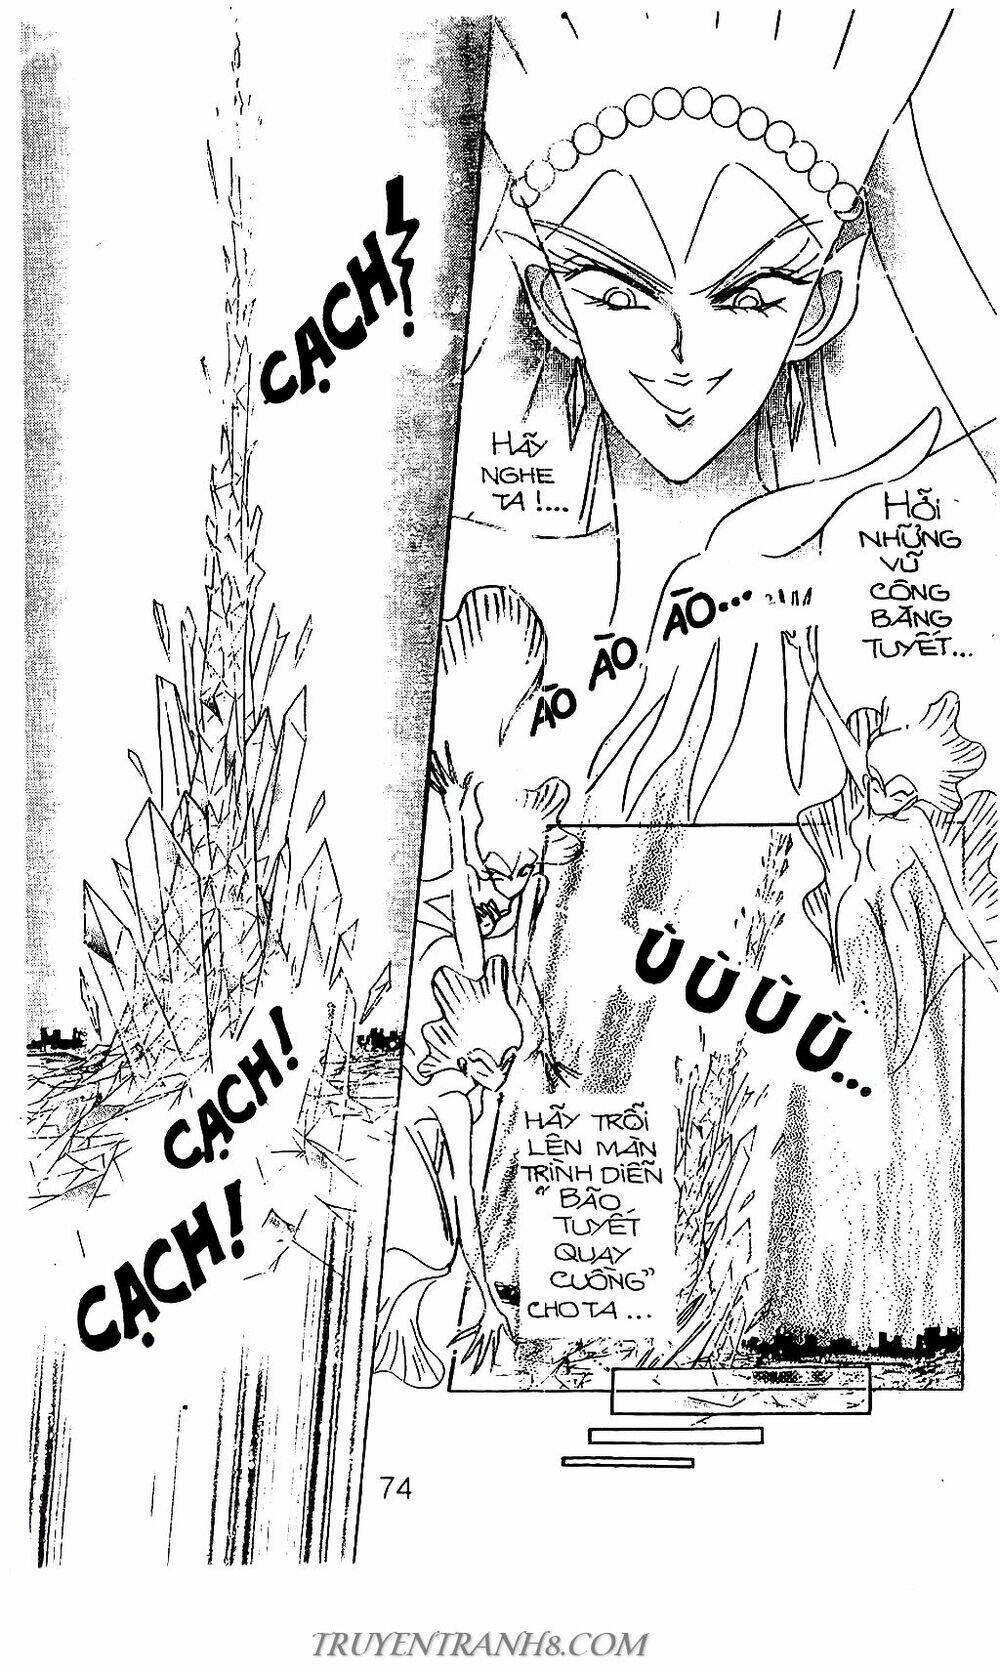 HÃY
NGHE
TA !...
HỠI
NHỮNG
VŨ
CÔNG
BĂNG
TUYẾT...
ÀO ÀO ÀO...
Ù Ù Ù Ù...
HÃY TRỖI
LÊN MÀN
TRÌNH DIỄN
"BÃO
TUYẾT
QUAY
CUỒNG"
CHO TA ...
CẠCH!
CẠCH!
CẠCH!
74
TRUYENTRANH8.COM